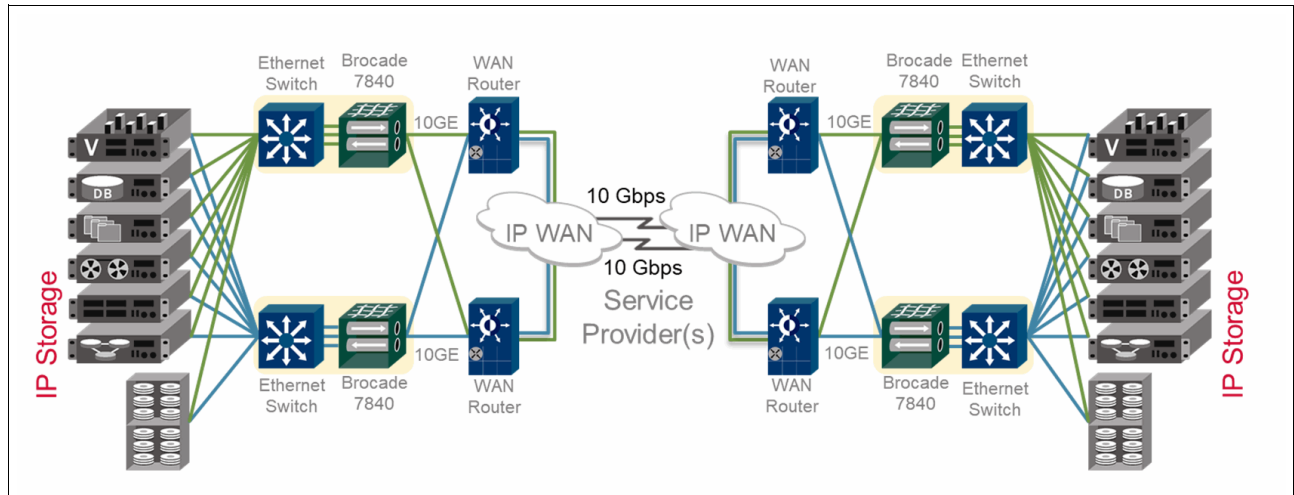 Ethernet
Switch
Brocade
7840
WAN
Router
WAN
Router
Brocade
7840
Ethernet
Switch
10GE
10GE
V
V
DB
DB
10 Gbps
IP WAN
IP WAN
10 Gbps
Service
Provider(s)
IP Storage
IP Storage
10GE
10GE
Ethernet
Switch
Brocade
7840
WAN
Router
WAN
Router
Brocade
7840
Ethernet
Switch